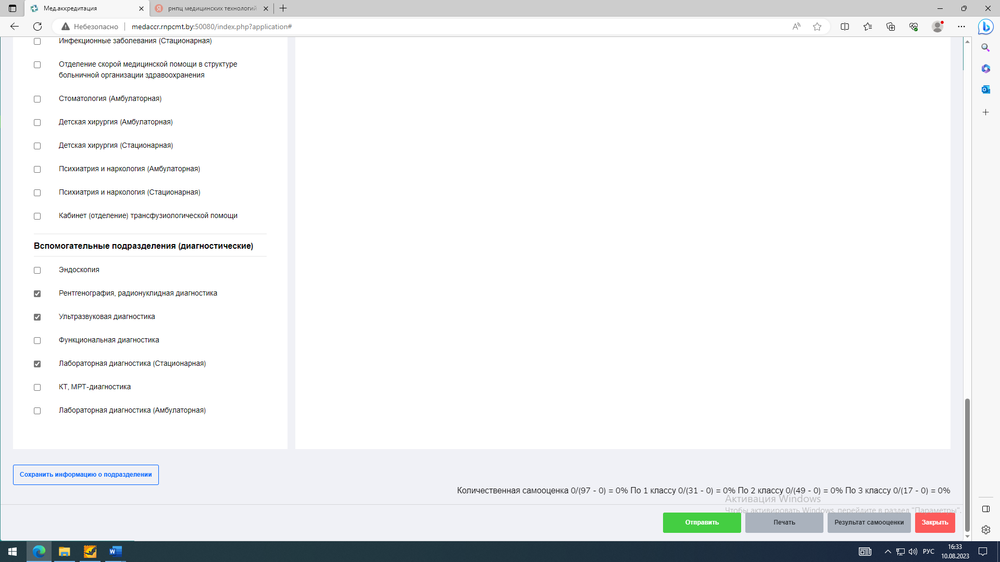 Мед.аккредитация
рнпц медицинских технологий
Небезопасно
medaccr.rnpcmt.by:50080/index.php?application#
Инфекционные заболевания (Стационарная)
Отделение скорой медицинской помощи в структуре
больничной организации здравоохранения
Стоматология (Амбулаторная)
Детская хирургия (Амбулаторная)
Детская хирургия (Стационарная)
Психиатрия и наркология (Амбулаторная)
Психиатрия и наркология (Стационарная)
Кабинет (отделение) трансфузиологической помощи
Вспомогательные подразделения (диагностические)
Эндоскопия
Рентгенография, радионуклидная диагностика
Ультразвуковая диагностика
Функциональная диагностика
Лабораторная диагностика (Стационарная)
КТ, МРТ-диагностика
Лабораторная диагностика (Амбулаторная)
Сохранить информацию о подразделении
Количественная самооценка 0/(97 - 0) = 0% По 1 классу 0/(31 - 0) = 0% По 2 классу 0/(49 - 0) = 0% По 3 классу 0/(17 - 0) = 0%
Активация Windows
Чтобы активировать Windows, перейдите в раздел "Параметры".
Отправить
Печать
Результат самооценки
Закрыть
РУС
16:33
10.08.2023